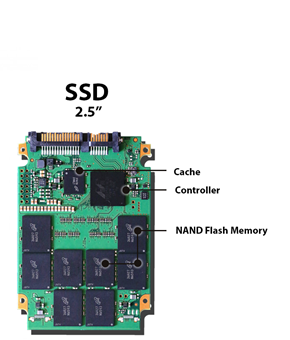 SSD
2.5”
Cache
Controller
NAND Flash Memory